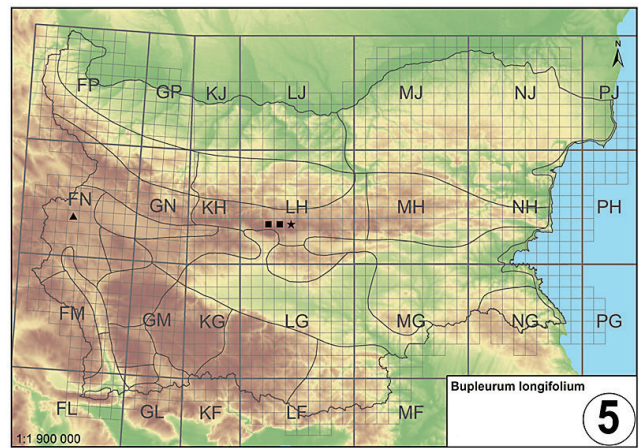 N
FP GP KJ LJ MJ NJ PJ
FN GN KH LH MH NH PH
FM GM KG LG MG NG PG
FL GL KF LF MF
Bupleurum longifolium
5
1:1 900 000